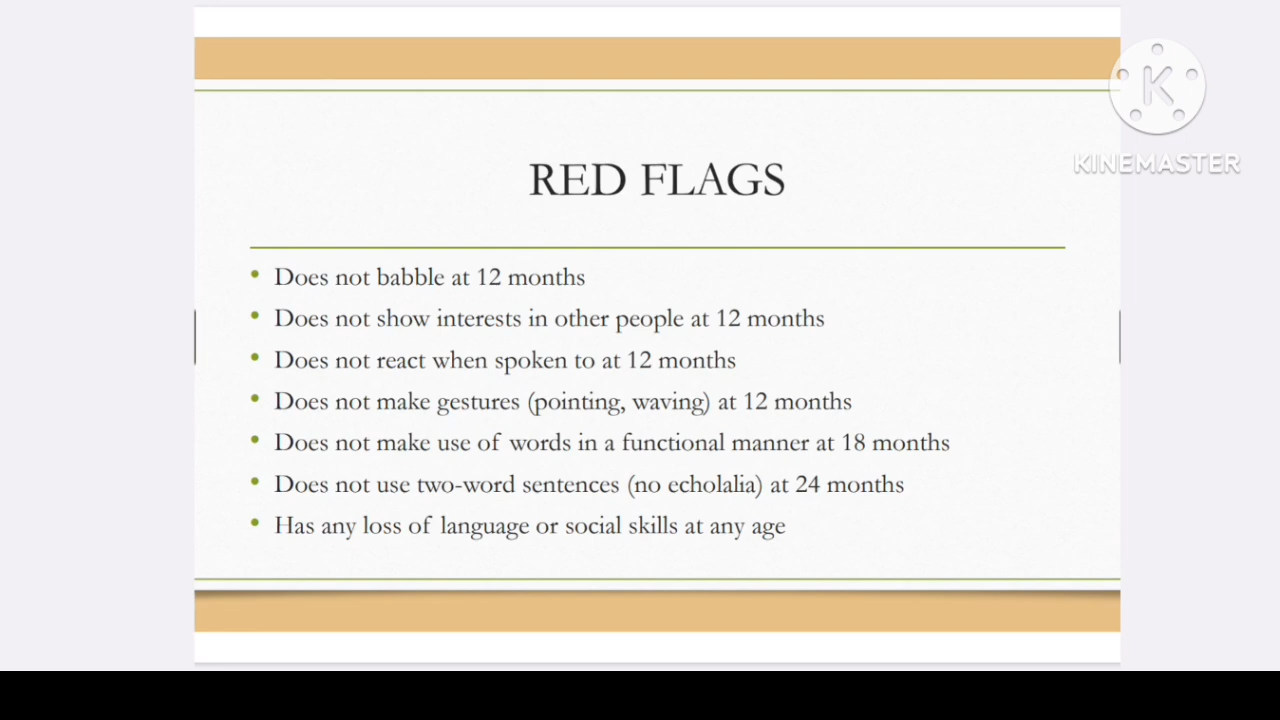 RED FLAGS
K
KINEMASTER
• Does not babble at 12 months
• Does not show interests in other people at 12 months
• Does not react when spoken to at 12 months
• Does not make gestures (pointing, waving) at 12 months
• Does not make use of words in a functional manner at 18 months
• Does not use two-word sentences (no echolalia) at 24 months
• Has any loss of language or social skills at any age